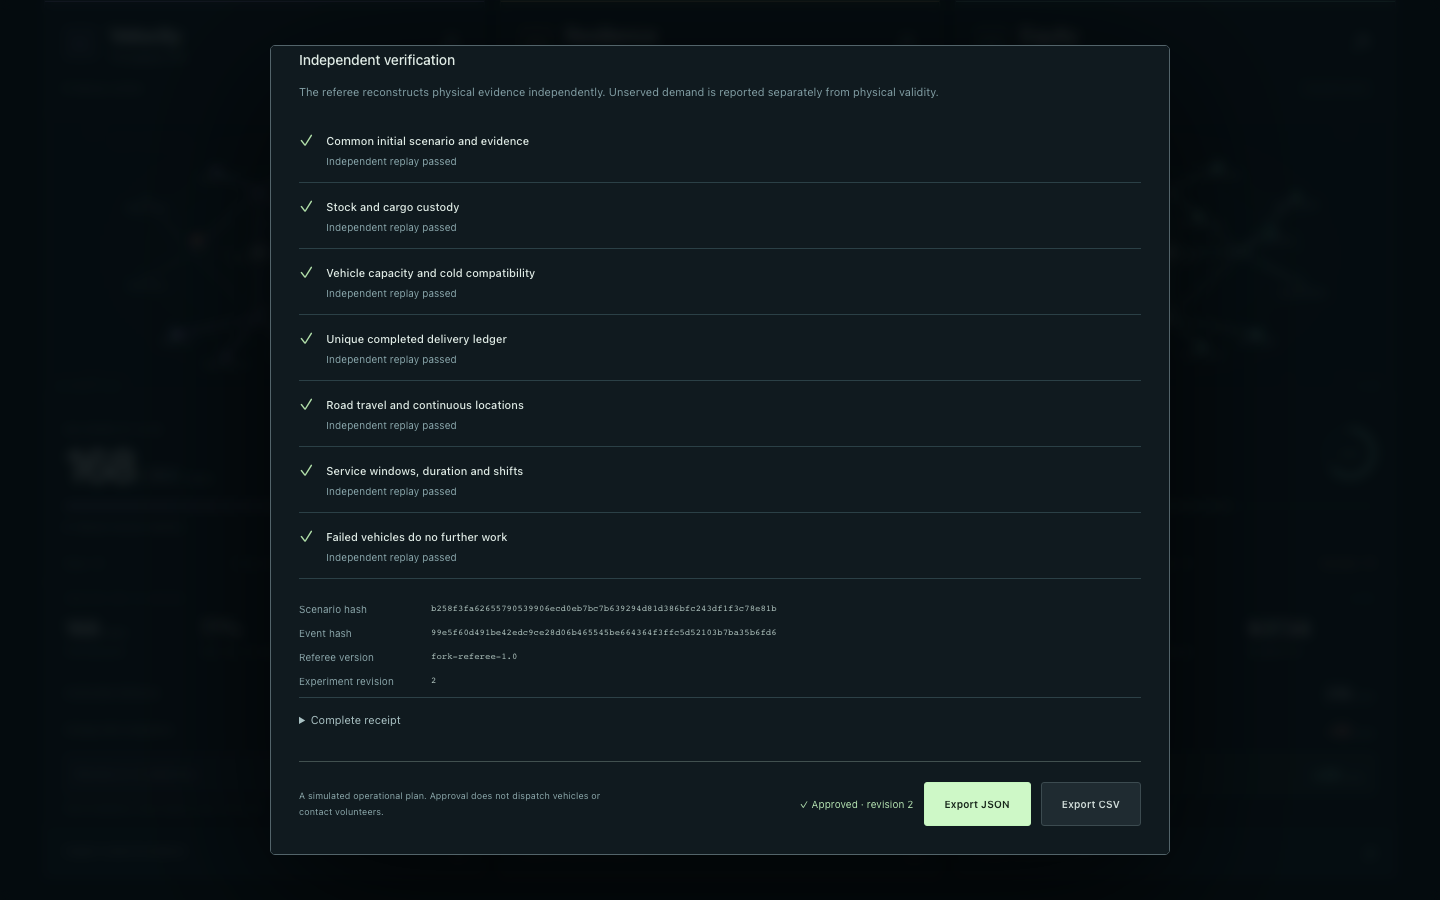 Independent verification
The referee reconstructs physical evidence independently. Unserved demand is reported separately from physical validity.
Common initial scenario and evidence
Independent replay passed
Stock and cargo custody
Independent replay passed
Vehicle capacity and cold compatibility
Independent replay passed
Unique completed delivery ledger
Independent replay passed
Road travel and continuous locations
Independent replay passed
Service windows, duration and shifts
Independent replay passed
Failed vehicles do no further work
Independent replay passed
Scenario hash b258f3fa62655790539906ecd0eb7bc7b639294d81d386bfc243df1f3c78e81b
Event hash 99e5f60d491be42edc9ce28d06b465545be664364f3ffc5d52103b7ba35b6fd6
Referee version fork-referee-1.0
Experiment revision 2
▶ Complete receipt
A simulated operational plan. Approval does not dispatch vehicles or
contact volunteers.
✓ Approved · revision 2
Export JSON
Export CSV